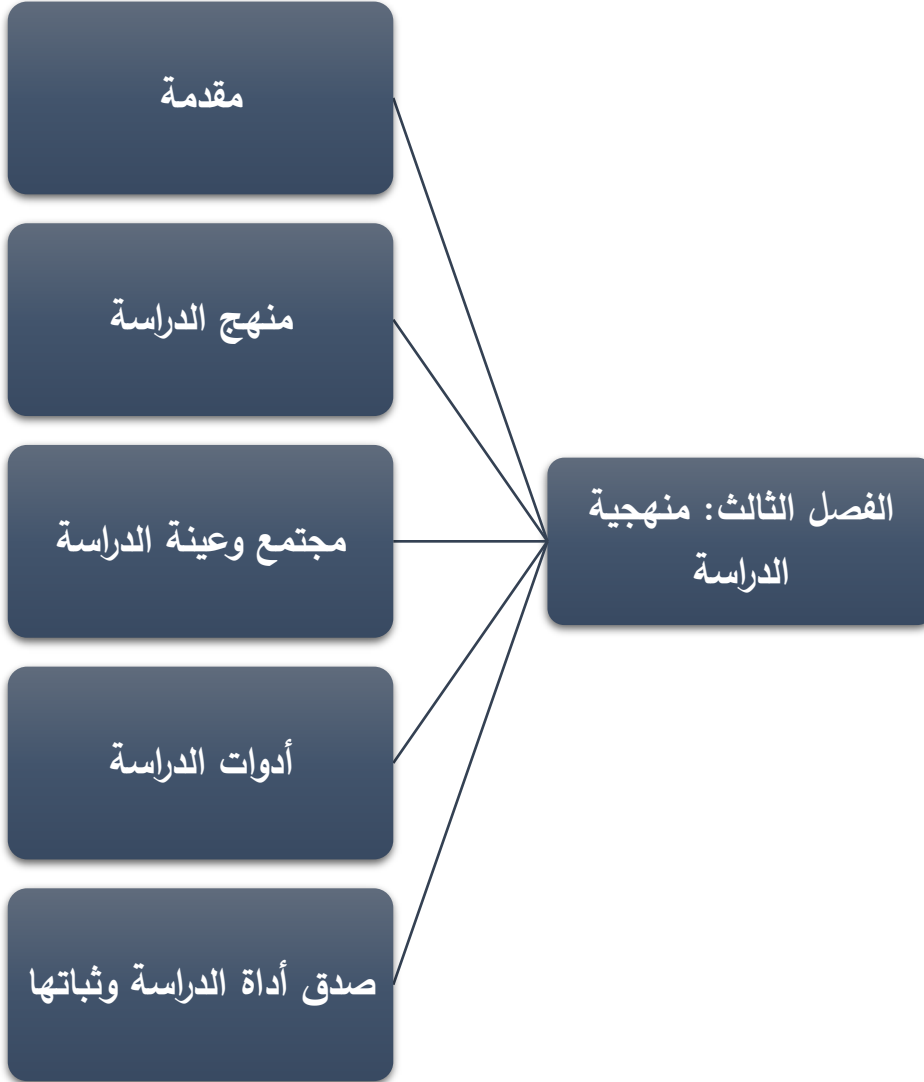 الفصل الثالث: منهجية
الدراسة
مقدمة
منهج الدراسة
مجتمع وعينة الدراسة
أدوات الدراسة
صدق أداة الدراسة وثباتها